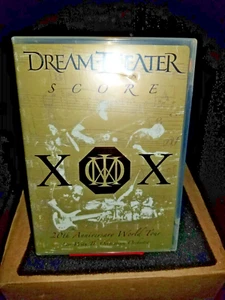 DREAM THEATER
SCORE
X X
20th Anniversary World Tour